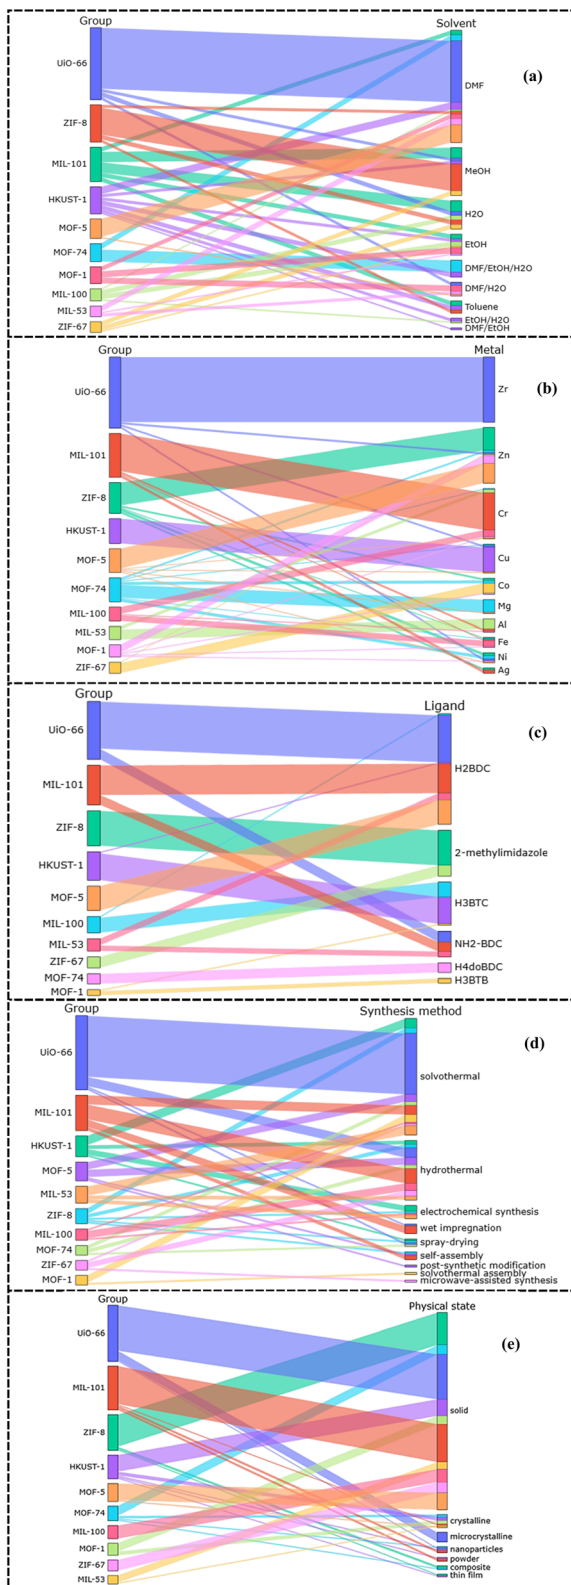 Group Solvent
(a)
UiO-66
ZIF-8
MIL-101
HKUST-1
MOF-5
MOF-74
MOF-1
MIL-100
MIL-53
ZIF-67
DMF
MeOH
H2O
EtOH
DMF/EtOH/H2O
DMF/H2O
Toluene
EtOH/H2O
DMF/EtOH
Group Metal
(b)
UiO-66
MIL-101
ZIF-8
HKUST-1
MOF-5
MOF-74
MIL-100
MIL-53
MOF-1
ZIF-67
Zr
Zn
Cr
Cu
Co
Mg
Al
Fe
Ni
Ag
Group Ligand
(c)
UiO-66
MIL-101
ZIF-8
HKUST-1
MOF-5
MIL-100
MIL-53
ZIF-67
MOF-74
MOF-1
H2BDC
2-methylimidazole
H3BTC
NH2-BDC
H4doBDC
H3BTB
Group Synthesis method
(d)
UiO-66
MIL-101
HKUST-1
MOF-5
MIL-53
ZIF-8
MIL-100
MOF-74
ZIF-67
MOF-1
solvothermal
hydrothermal
electrochemical synthesis
wet impregnation
spray-drying
self-assembly
post-synthetic modification
solvothermal assembly
microwave-assisted synthesis
Group Physical state
(e)
UiO-66
MIL-101
ZIF-8
HKUST-1
MOF-5
MOF-74
MIL-100
MOF-1
ZIF-67
MIL-53
solid
crystalline
microcrystalline
nanoparticles
powder
composite
thin film